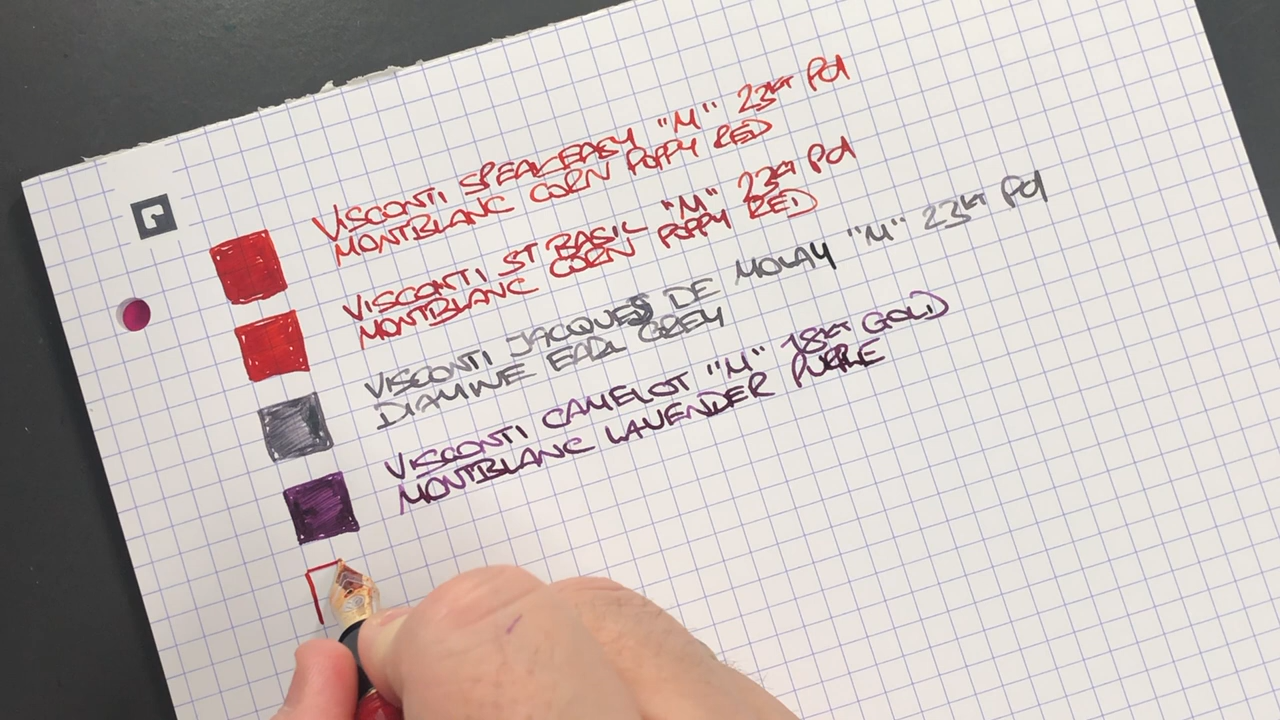 VISCONTI SPEAKEASY "M" 23KT Pd
MONTBLANC CORN POPPY RED
VISCONTI ST BASIL "M" 23KT Pd
MONTBLANC CORN POPPY RED
VISCONTI JACQUES DE MOLAY "M" 23KT Pd
DIAMINE EARL GREY
VISCONTI CAMELOT "M" 18KT GOLD
MONTBLANC LAVENDER PURPLE